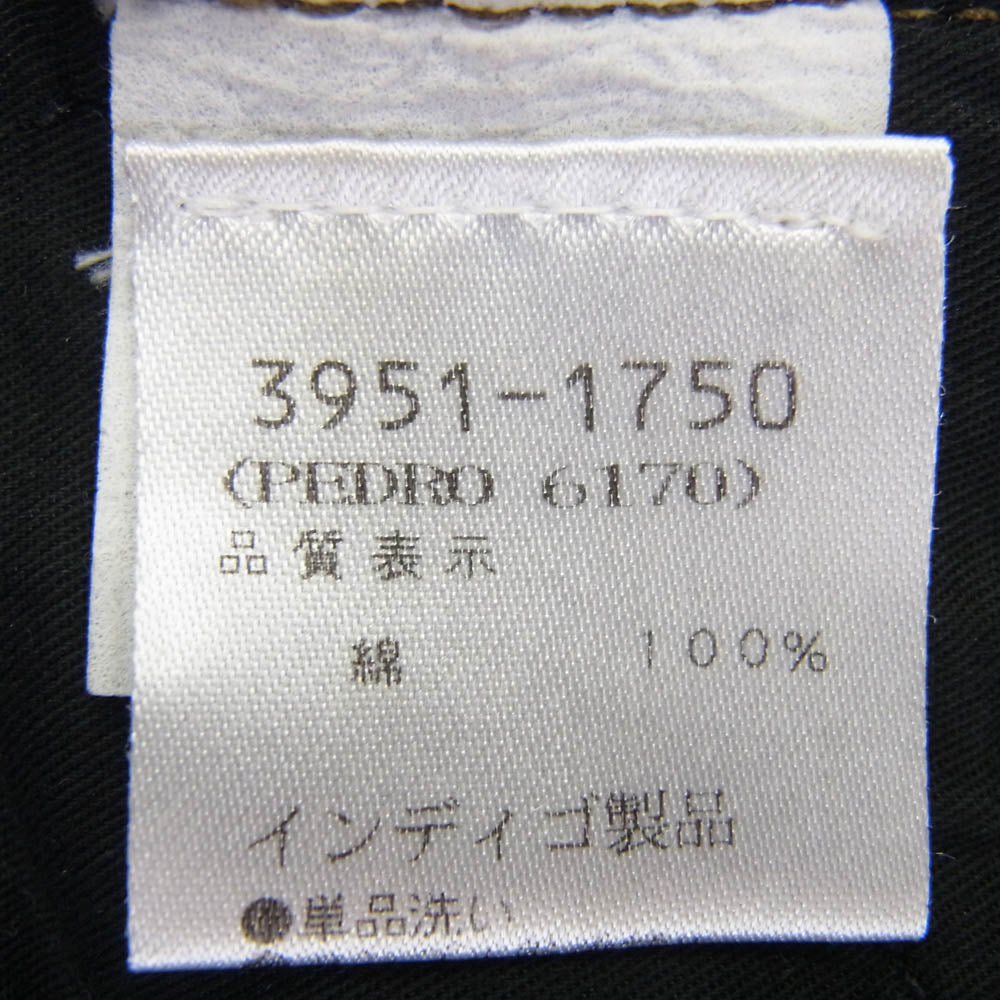 3951-1750
(PEDRO 6170)
品質表示
綿 100%
インディゴ製品
●単品洗い